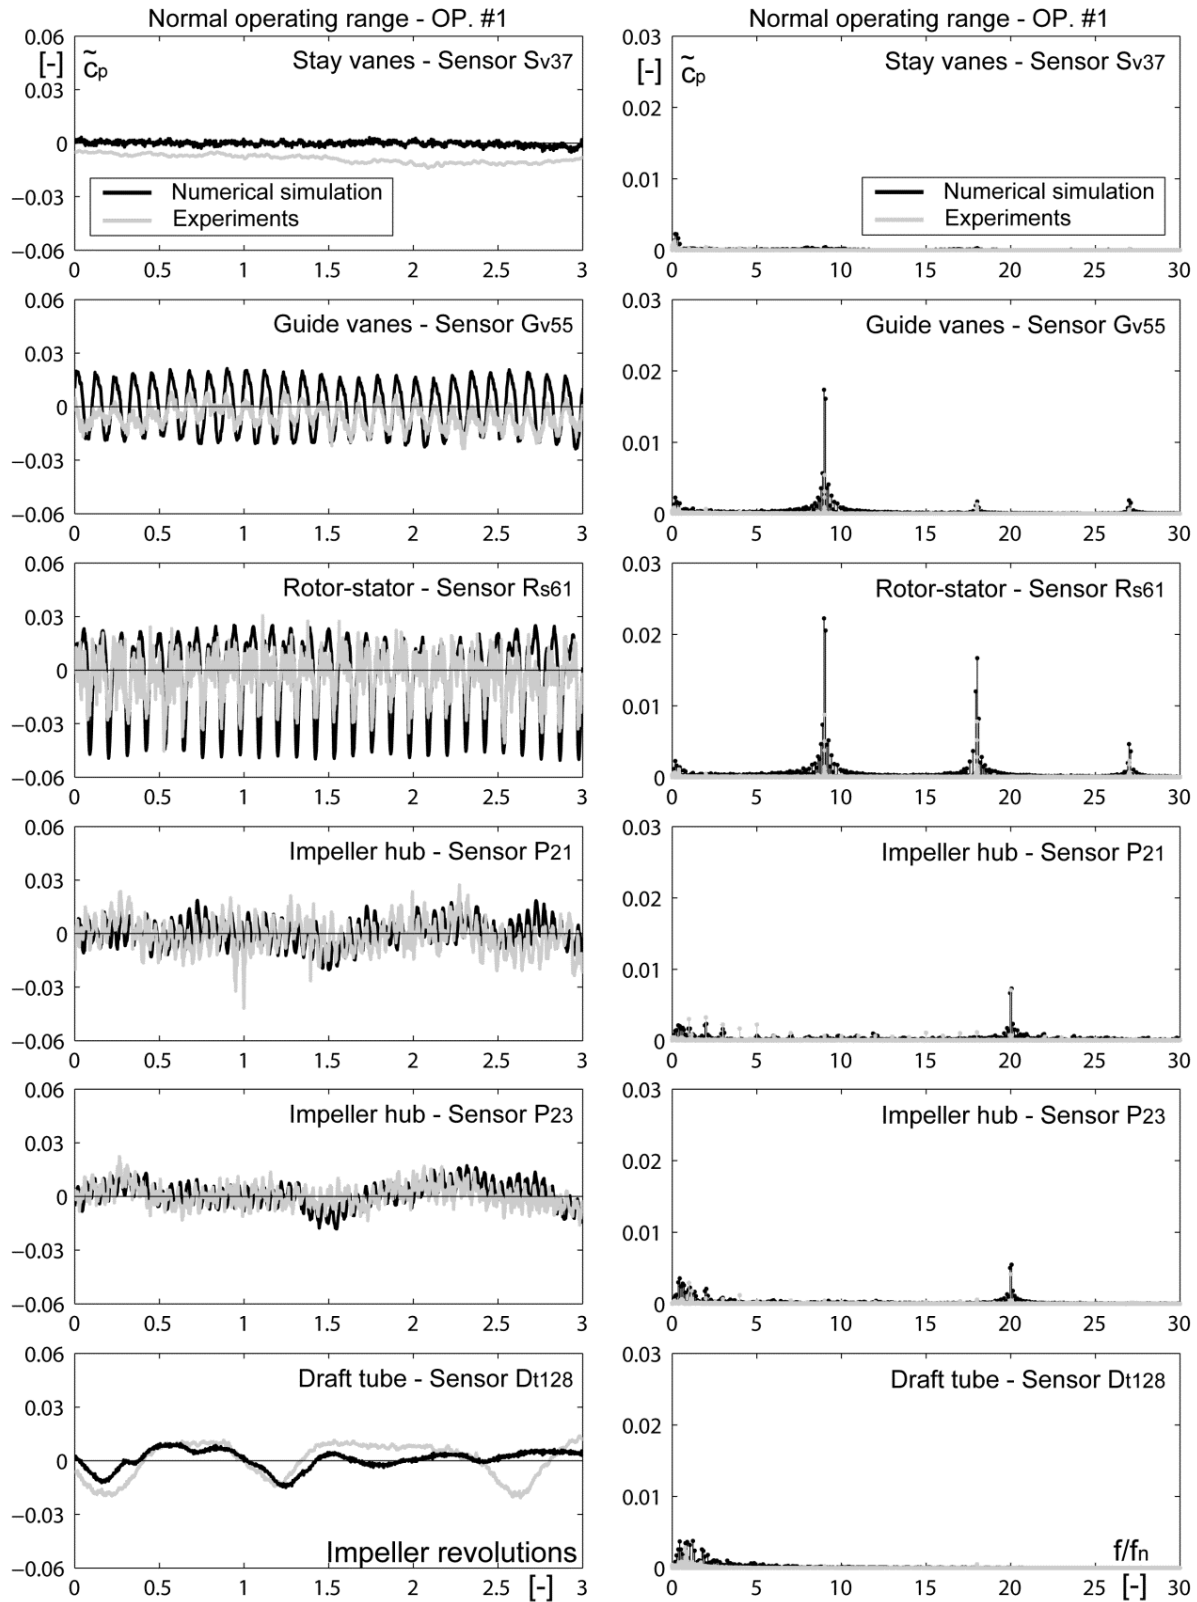 Normal operating range - OP. #1
0.06
[-]
c̃p
Stay vanes - Sensor Sv37
0.03
0
−0.03
Numerical simulation
Experiments
−0.06
0 0.5 1 1.5 2 2.5 3
Normal operating range - OP. #1
0.03
[-]
c̃p
Stay vanes - Sensor Sv37
0.02
0.01
Numerical simulation
Experiments
0
0 5 10 15 20 25 30
0.06
Guide vanes - Sensor Gv55
0.03
0
−0.03
−0.06
0 0.5 1 1.5 2 2.5 3
0.03
Guide vanes - Sensor Gv55
0.02
0.01
0
0 5 10 15 20 25 30
0.06
Rotor-stator - Sensor Rs61
0.03
0
−0.03
−0.06
0 0.5 1 1.5 2 2.5 3
0.03
Rotor-stator - Sensor Rs61
0.02
0.01
0
0 5 10 15 20 25 30
0.06
Impeller hub - Sensor P21
0.03
0
−0.03
−0.06
0 0.5 1 1.5 2 2.5 3
0.03
Impeller hub - Sensor P21
0.02
0.01
0
0 5 10 15 20 25 30
0.06
Impeller hub - Sensor P23
0.03
0
−0.03
−0.06
0 0.5 1 1.5 2 2.5 3
0.03
Impeller hub - Sensor P23
0.02
0.01
0
0 5 10 15 20 25 30
0.06
Draft tube - Sensor Dt128
0.03
0
−0.03
Impeller revolutions
−0.06
0 0.5 1 1.5 2 2.5 3
[-]
0.03
Draft tube - Sensor Dt128
0.02
0.01
f/fn
0
0 5 10 15 20 25 30
[-]